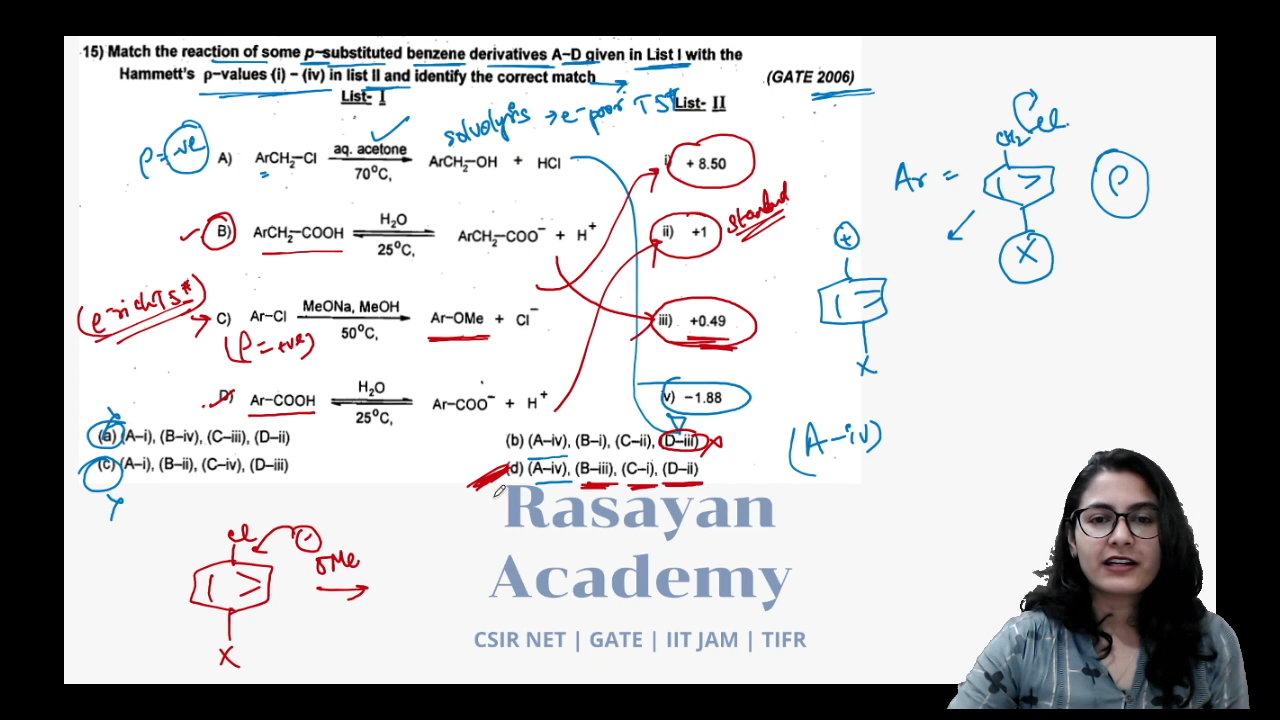 15) Match the reaction of some p-substituted benzene derivatives A-D given in List I with the
Hammett's ρ-values (i) – (iv) in list II and identify the correct match (GATE 2006)
List- I
List- II
solvolysis → e⁻poor TS*
ρ = -ve
A) ArCH₂-Cl aq. acetone 70°C, ArCH₂-OH + HCl
i) + 8.50
B) ArCH₂-COOH H₂O 25°C, ArCH₂-COO⁻ + H⁺
ii) +1
standard
(e⁻rich TS*)
C) Ar-Cl MeONa, MeOH 50°C, Ar-OMe + Cl⁻
iii) +0.49
(ρ = +ve)
D) Ar-COOH H₂O 25°C, Ar-COO⁻ + H⁺
v) −1.88
(a) (A–i), (B–iv), (C–iii), (D–ii)
(b) (A–iv), (B–i), (C–ii), (D–iii)
(c) (A–i), (B–ii), (C–iv), (D–iii)
(d) (A–iv), (B–iii), (C–i), (D–ii)
Ar =
CH₂
Cl
X
ρ
+
X
(A-iv)
Cl
⁻OMe
X
Rasayan
Academy
CSIR NET | GATE | IIT JAM | TIFR